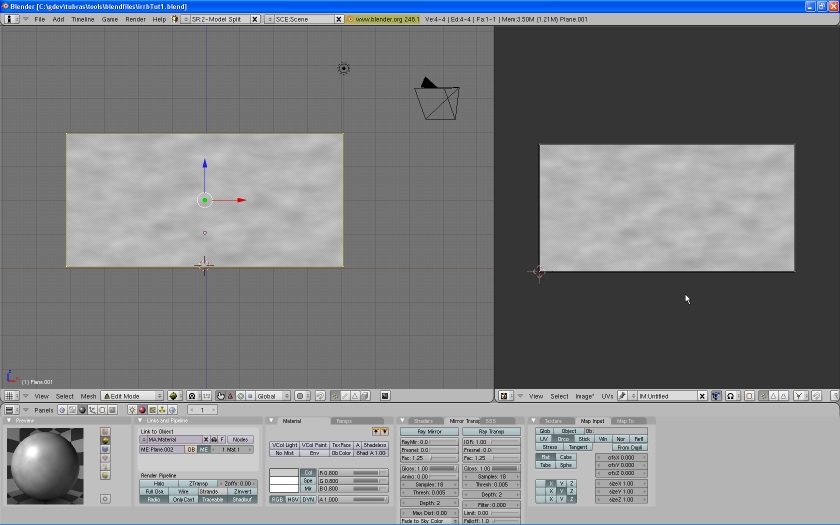 Blender [C:\gdev\tubras\tools\blendfiles\irrbTut1.blend]
File Add Timeline Game Render Help SR:2-Model Split SCE:Scene www.blender.org 246.1 Ve:4-4 | Ed:4-4 | Fa:1-1 | Mem:3.50M (1.21M) Plane.001
(1) Plane.001
View Select Mesh Edit Mode Global
View Select Image* UVs IM:Untitled
Panels 1
Preview
Links and Pipeline
Link to Object
MA:Material F Nodes
ME:Plane.002 OB ME 1 Mat 1
Render Pipeline
Halo ZTransp Zoffs: 0.00
Full Osa Wire Strands ZInvert
Radio OnlyCast Traceable Shadbuf
Material Ramps
VCol Light VCol Paint TexFace A Shadeless
No Mist Env ObColor Shad A 1.00
Col R 0.800
Spe G 0.800
Mir B 0.800
RGB HSV DYN A 1.000
Shaders Mirror Transp SSS
Ray Mirror Ray Transp
RayMir: 0.0 IOR: 1.00
Fresnel: 0.0 Fresnel: 0.0
Fac: 1.25 Fac: 1.25
Gloss: 1.00 Gloss: 1.00
Aniso: 0.00 Samples: 18
Samples: 18 Thresh: 0.005
Thresh: 0.005 Depth: 2
Depth: 2 Filter: 0.000
Max Dist: 0.00 Limit: 0.00
Fade to Sky Color Falloff: 1.0
Texture Map Input Map To
Glob Object Ob:
UV Orco Stick Win Nor Refl
Stress Tangent From Dupli
Flat Cube ofsX 0.000
Tube Sphe ofsY 0.000
ofsZ 0.000
X Y Z sizeX 1.00
X Y Z sizeY 1.00
X Y Z sizeZ 1.00